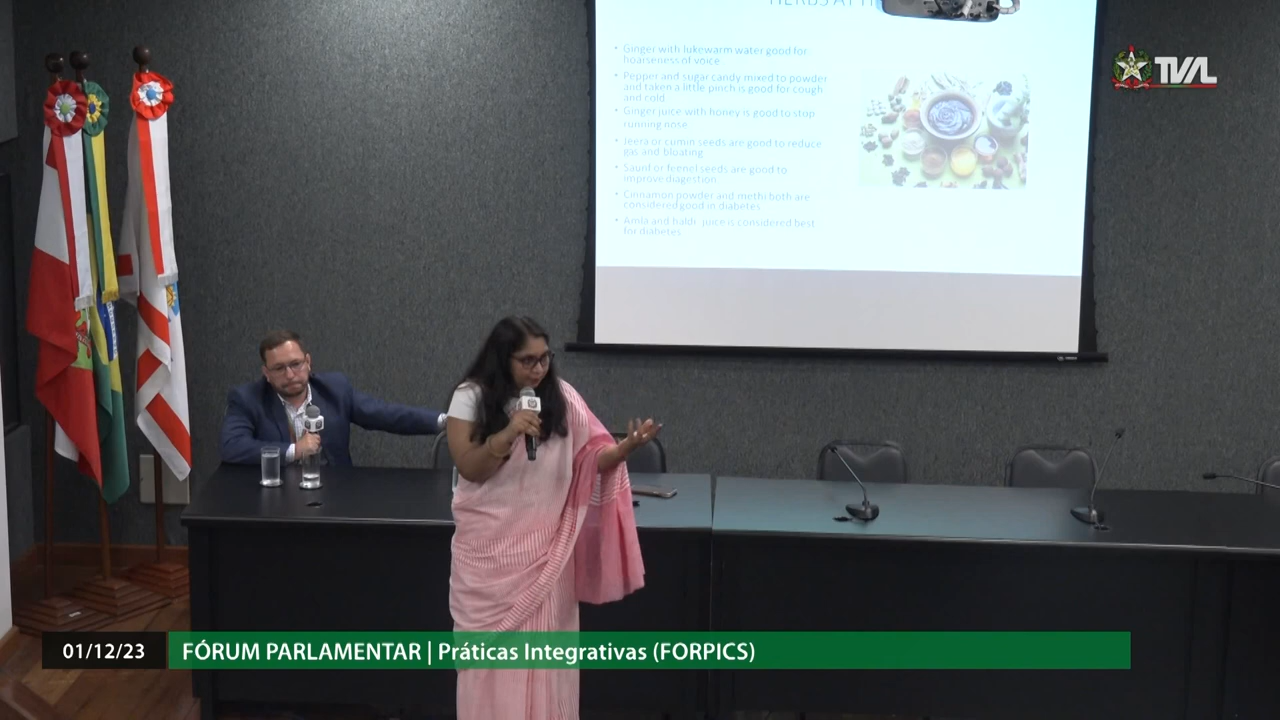 HERBS AT H
• Ginger with lukewarm water good for
hoarseness of voice
• Pepper and sugar candy mixed to powder
and taken a little pinch is good for cough
and cold
• Ginger juice with honey is good to stop
running nose
• Jeera or cumin seeds are good to reduce
gas and bloating
• Saunf or feenel seeds are good to
improve diagestion
• Cinnamon powder and methi both are
considered good in diabetes
• Amla and haldi juice is considered best
for diabetes
TVAL
01/12/23
FÓRUM PARLAMENTAR | Práticas Integrativas (FORPICS)